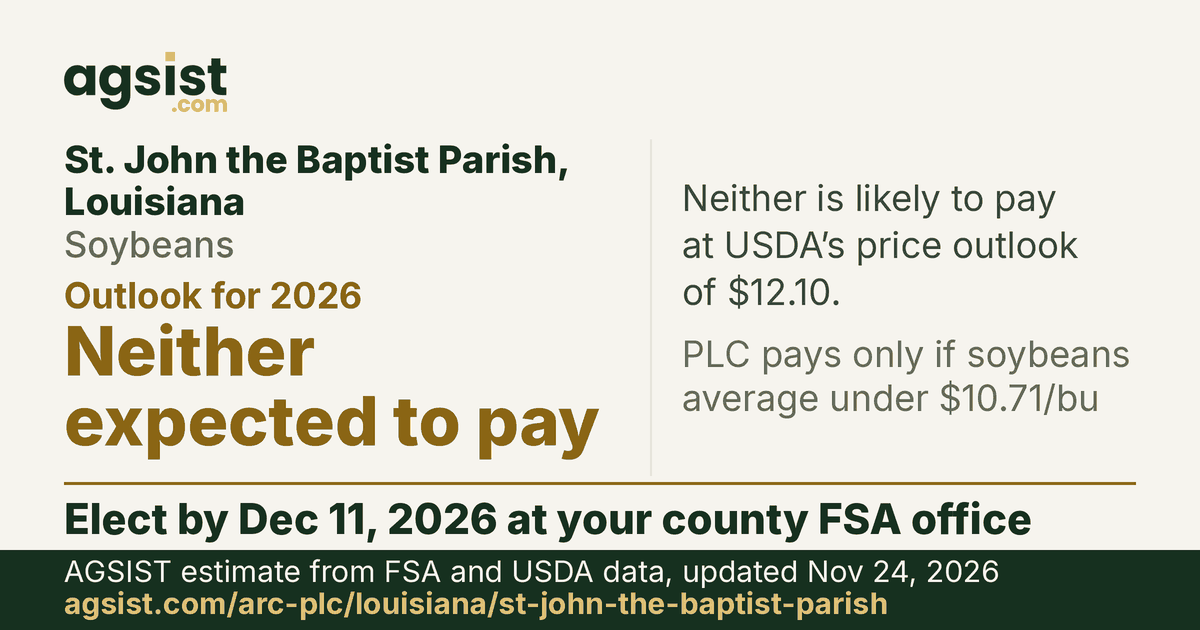 agsist
.com
St. John the Baptist Parish,
Louisiana
Soybeans
Outlook for 2026
Neither
expected to pay
Neither is likely to pay
at USDA’s price outlook
of $12.10.
PLC pays only if soybeans
average under $10.71/bu
Elect by Dec 11, 2026 at your county FSA office
AGSIST estimate from FSA and USDA data, updated Nov 24, 2026
agsist.com/arc-plc/louisiana/st-john-the-baptist-parish